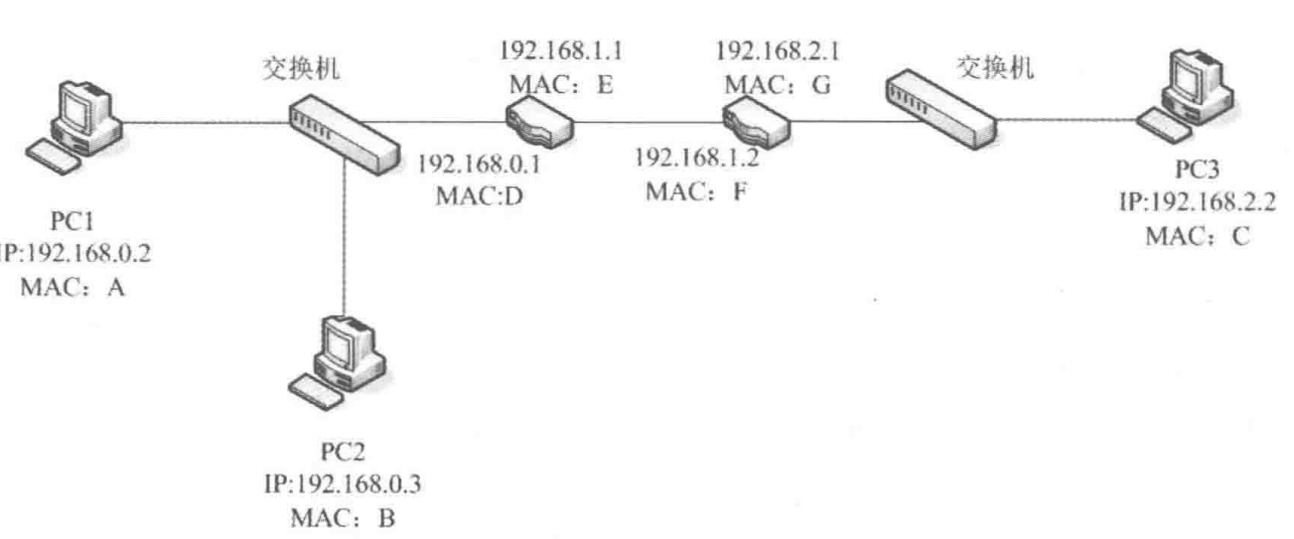 交换机
192.168.1.1
MAC：E
192.168.2.1
MAC：G
交换机
192.168.0.1
MAC:D
192.168.1.2
MAC：F
PC1
IP:192.168.0.2
MAC：A
PC3
IP:192.168.2.2
MAC：C
PC2
IP:192.168.0.3
MAC：B